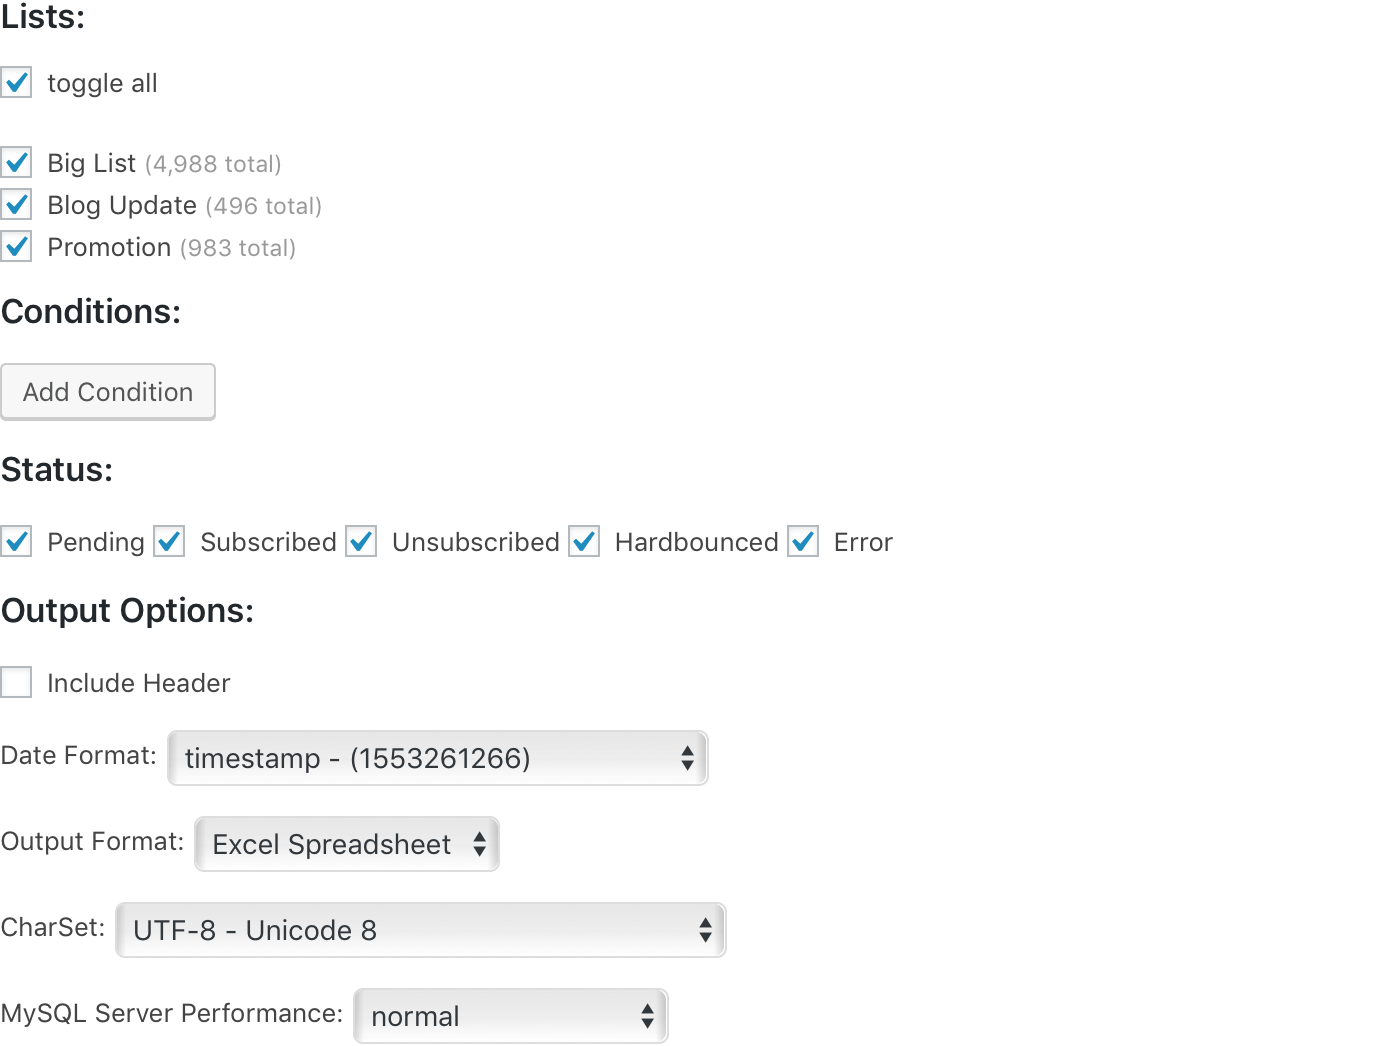 Lists:
toggle all
Big List (4,988 total)
Blog Update (496 total)
Promotion (983 total)
Conditions:
Add Condition
Status:
Pending Subscribed Unsubscribed Hardbounced Error
Output Options:
Include Header
Date Format: timestamp - (1553261266)
Output Format: Excel Spreadsheet
CharSet: UTF-8 - Unicode 8
MySQL Server Performance: normal